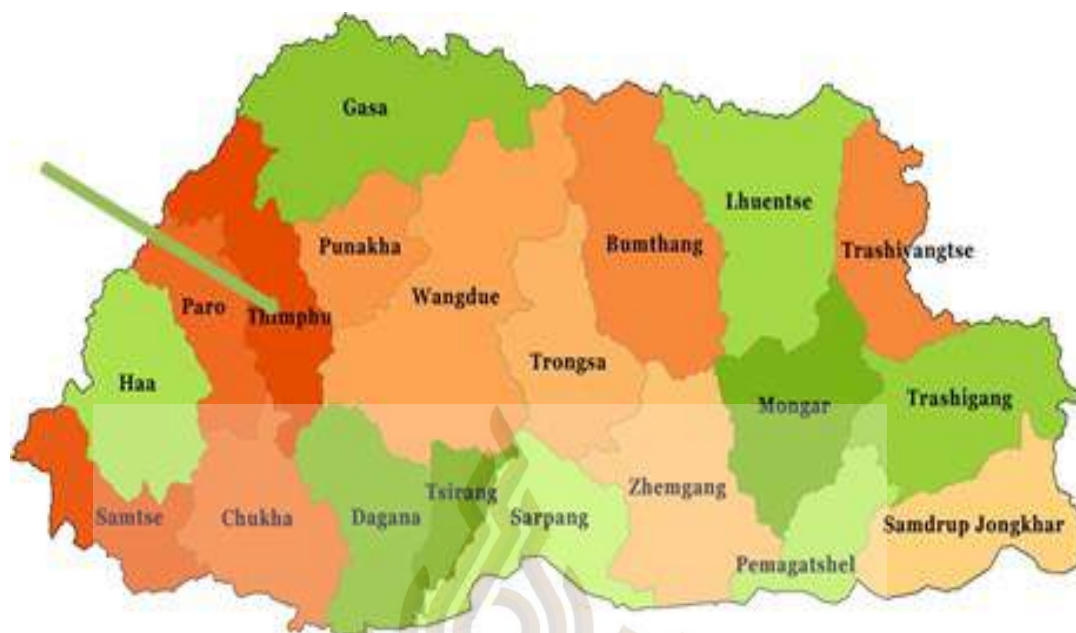 Gasa
Lhuentse
Punakha
Bumthang
Trashiyangtse
Wangdue
Paro
Thimphu
Trongsa
Haa
Trashigang
Mongar
Zhemgang
Tsirang
Samtse
Chukha
Dagana
Sarpang
Samdrup Jongkhar
Pemagatshel